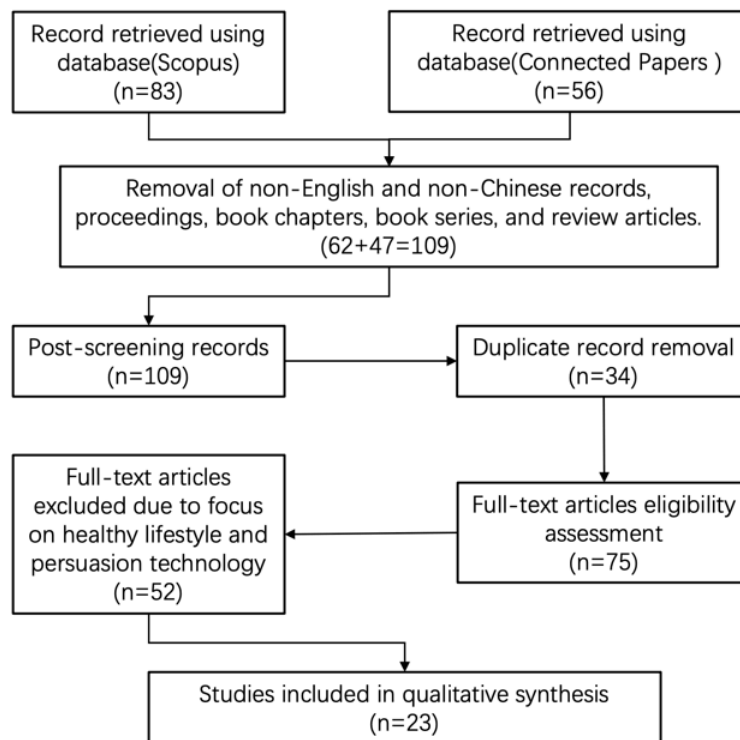 Record retrieved using
database(Scopus)
(n=83)
Record retrieved using
database(Connected Papers )
(n=56)
Removal of non-English and non-Chinese records,
proceedings, book chapters, book series, and review articles.
(62+47=109)
Post-screening records
(n=109)
Duplicate record removal
(n=34)
Full-text articles
excluded due to focus
on healthy lifestyle and
persuasion technology
(n=52)
Full-text articles eligibility
assessment
(n=75)
Studies included in qualitative synthesis
(n=23)